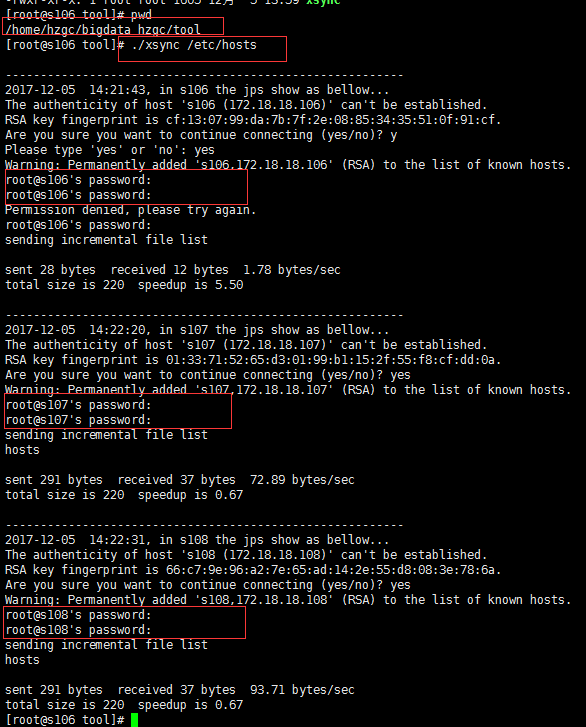 -rwxr-xr-x. 1 root root 1005 12月  5 13:59 xsync
[root@s106 tool]# pwd
/home/hzgc/bigdata_hzgc/tool
[root@s106 tool]# ./xsync /etc/hosts
-----------------------------------------------------
2017-12-05  14:21:43, in s106 the jps show as bellow...
The authenticity of host 's106 (172.18.18.106)' can't be established.
RSA key fingerprint is cf:13:07:99:da:7b:7f:2e:08:85:34:35:51:0f:91:cf.
Are you sure you want to continue connecting (yes/no)? y
Please type 'yes' or 'no': yes
Warning: Permanently added 's106,172.18.18.106' (RSA) to the list of known hosts.
root@s106's password:
root@s106's password:
Permission denied, please try again.
root@s106's password:
sending incremental file list
sent 28 bytes  received 12 bytes  1.78 bytes/sec
total size is 220  speedup is 5.50
-----------------------------------------------------
2017-12-05  14:22:20, in s107 the jps show as bellow...
The authenticity of host 's107 (172.18.18.107)' can't be established.
RSA key fingerprint is 01:33:71:52:65:d3:01:99:b1:15:2f:55:f8:cf:dd:0a.
Are you sure you want to continue connecting (yes/no)? yes
Warning: Permanently added 's107,172.18.18.107' (RSA) to the list of known hosts.
root@s107's password:
root@s107's password:
sending incremental file list
hosts
sent 291 bytes  received 37 bytes  72.89 bytes/sec
total size is 220  speedup is 0.67
-----------------------------------------------------
2017-12-05  14:22:31, in s108 the jps show as bellow...
The authenticity of host 's108 (172.18.18.108)' can't be established.
RSA key fingerprint is 66:c7:9e:96:a2:7e:65:ad:14:2e:55:d8:08:3e:78:6a.
Are you sure you want to continue connecting (yes/no)? yes
Warning: Permanently added 's108,172.18.18.108' (RSA) to the list of known hosts.
root@s108's password:
root@s108's password:
sending incremental file list
hosts
sent 291 bytes  received 37 bytes  93.71 bytes/sec
total size is 220  speedup is 0.67
[root@s106 tool]#